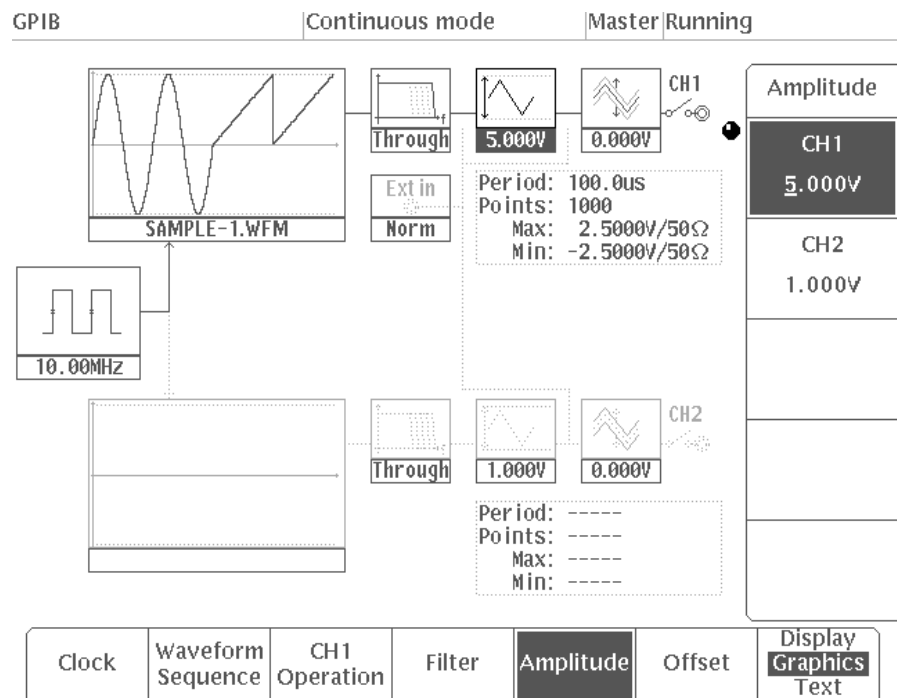 GPIB Continuous mode Master Running
CH1
Through
5.000V
0.000V
SAMPLE-1.WFM
Ext in
Norm
Period: 100.0us
Points: 1000
Max: 2.5000V/50Ω
Min: -2.5000V/50Ω
10.00MHz
CH2
Through
1.000V
0.000V
Period: -----
Points: -----
Max: -----
Min: -----
Amplitude
CH1
5.000V
CH2
1.000V
Clock
Waveform
Sequence
CH1
Operation
Filter
Amplitude
Offset
Display
Graphics
Text
f
f